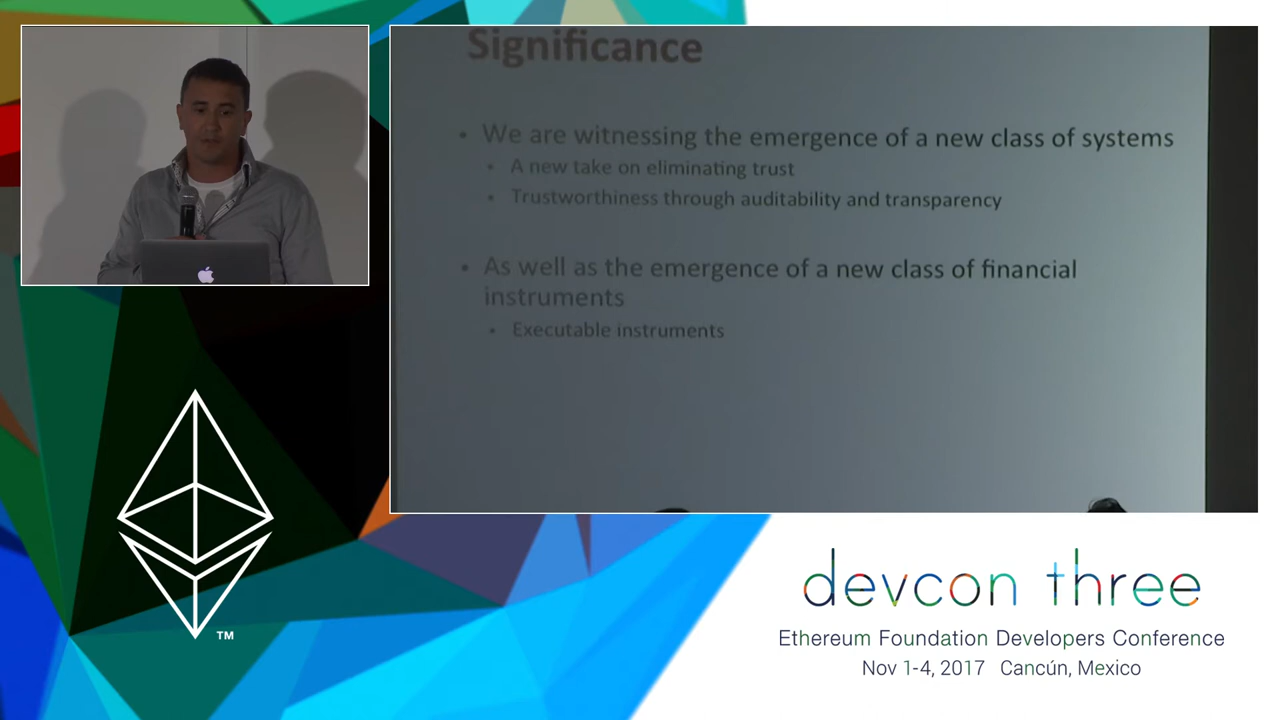 Significance
• We are witnessing the emergence of a new class of systems
• A new take on eliminating trust
• Trustworthiness through auditability and transparency
• As well as the emergence of a new class of financial
instruments
• Executable instruments
TM
devcon three
Ethereum Foundation Developers Conference
Nov 1-4, 2017 Cancún, Mexico